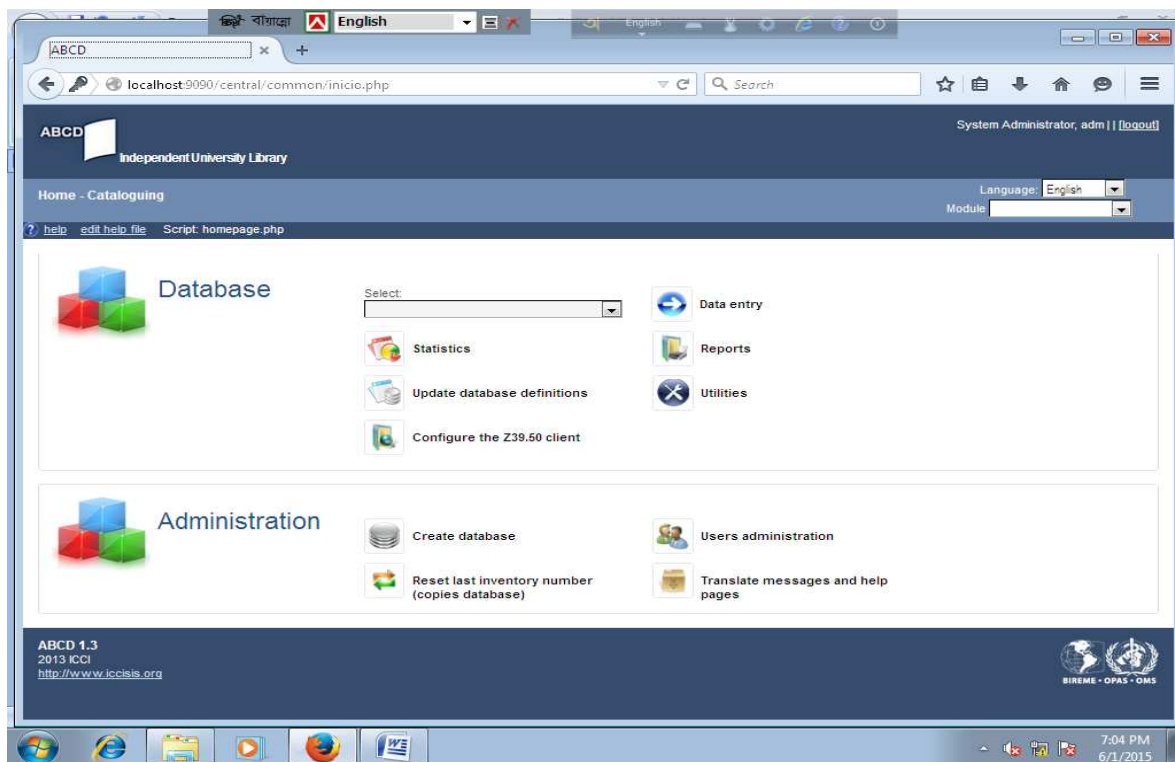 ফ্রি বায়ান্নো English
English
ABCD
localhost:9090/central/common/inicio.php
Search
ABCD
Independent University Library
System Administrator, adm | | [logout]
Home - Cataloguing
Language: English
Module
? help edit help file Script: homepage.php
Database
Select:
Data entry
Statistics
Reports
Update database definitions
Utilities
Configure the Z39.50 client
Administration
Create database
Users administration
Reset last inventory number
(copies database)
Translate messages and help
pages
ABCD 1.3
2013 ICCI
http://www.iccisis.org
BIREME • OPAS • OMS
7:04 PM
6/1/2015